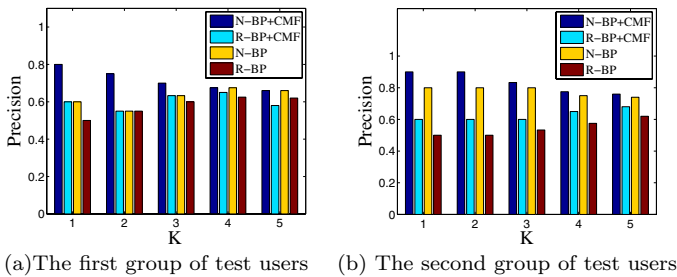 1
0.8
0.6
0.4
0.2
0
Precision
1 2 3 4 5
K
N−BP+CMF
R−BP+CMF
N−BP
R−BP
(a)The first group of test users
1
0.8
0.6
0.4
0.2
0
Precision
1 2 3 4 5
K
N−BP+CMF
R−BP+CMF
N−BP
R−BP
(b) The second group of test users